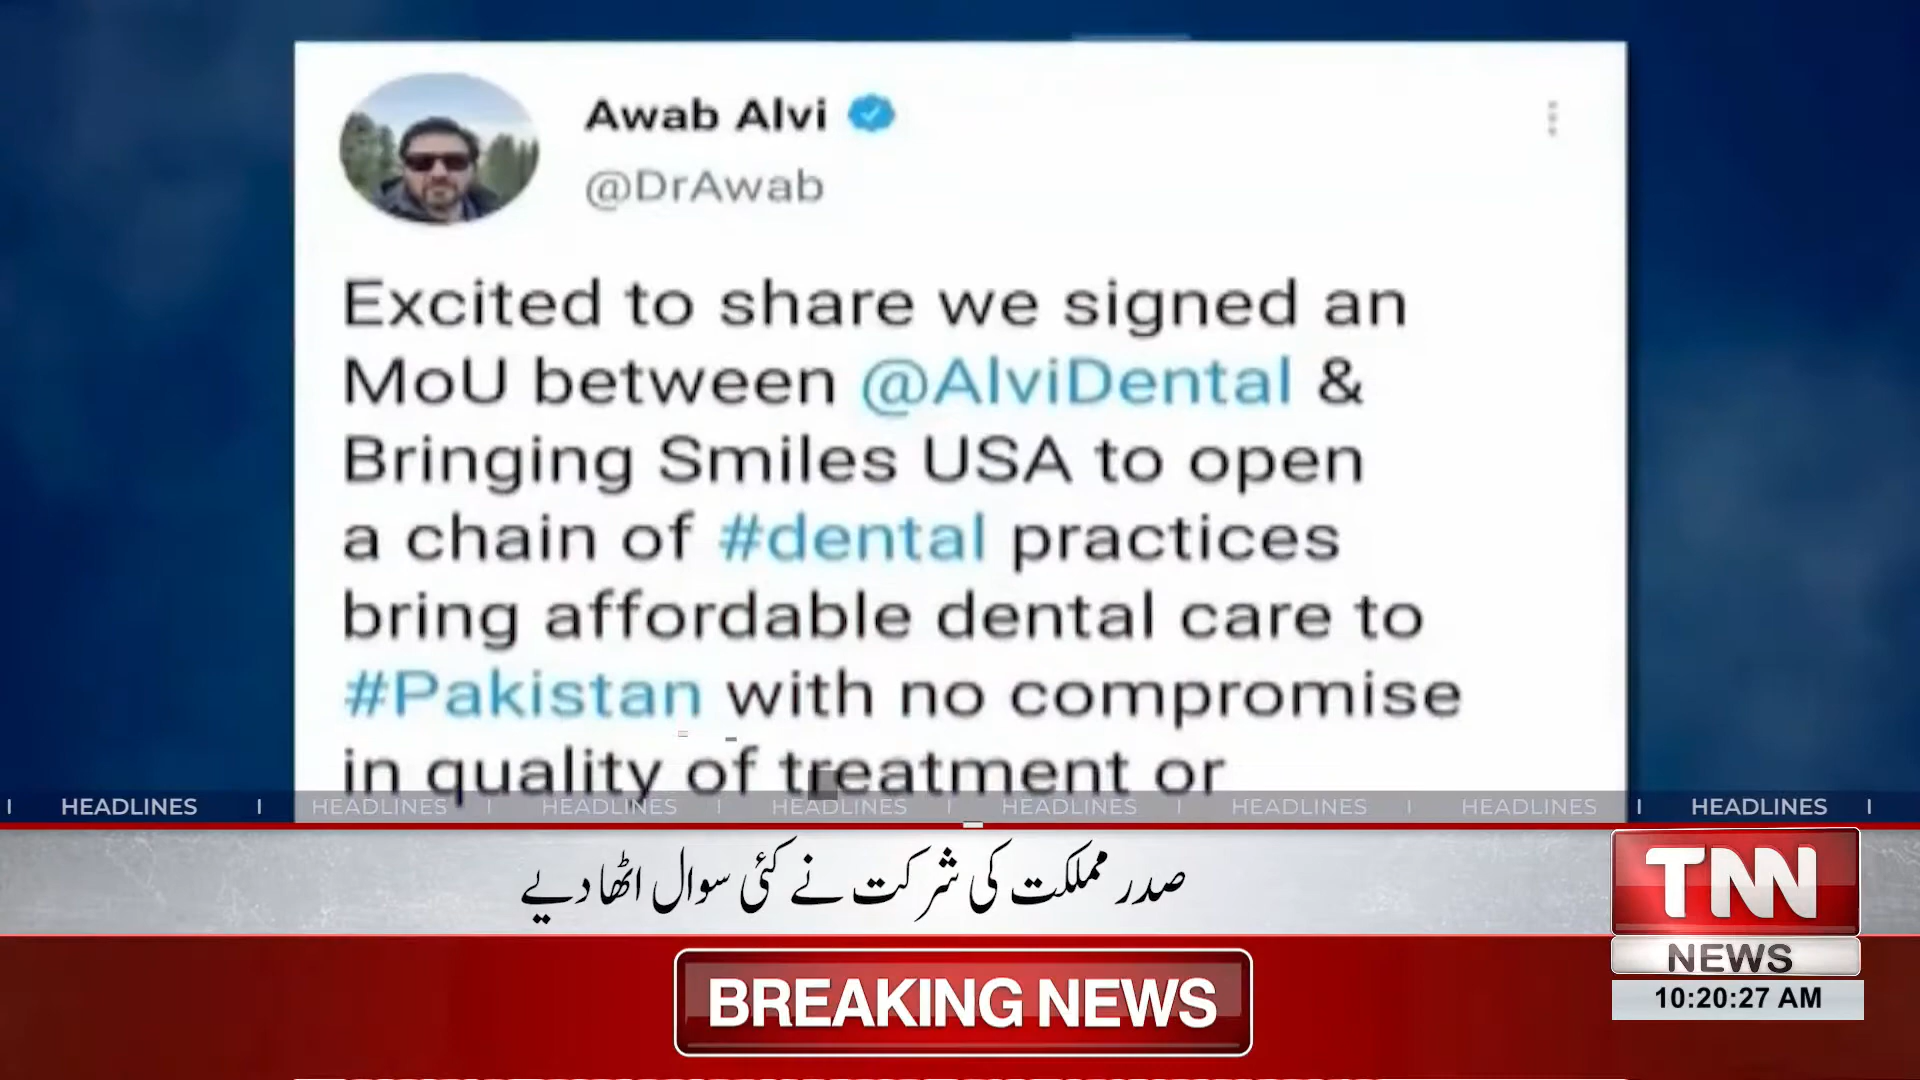 Awab Alvi
@DrAwab
Excited to share we signed an
MoU between @AlviDental &
Bringing Smiles USA to open
a chain of #dental practices
bring affordable dental care to
#Pakistan with no compromise
in quality of treatment or
I HEADLINES I HEADLINES I HEADLINES I HEADLINES I HEADLINES I HEADLINES I HEADLINES I HEADLINES I
صدر مملکت کی شرکت نے کئی سوال اٹھا دیے
TNN
NEWS
10:20:27 AM
BREAKING NEWS